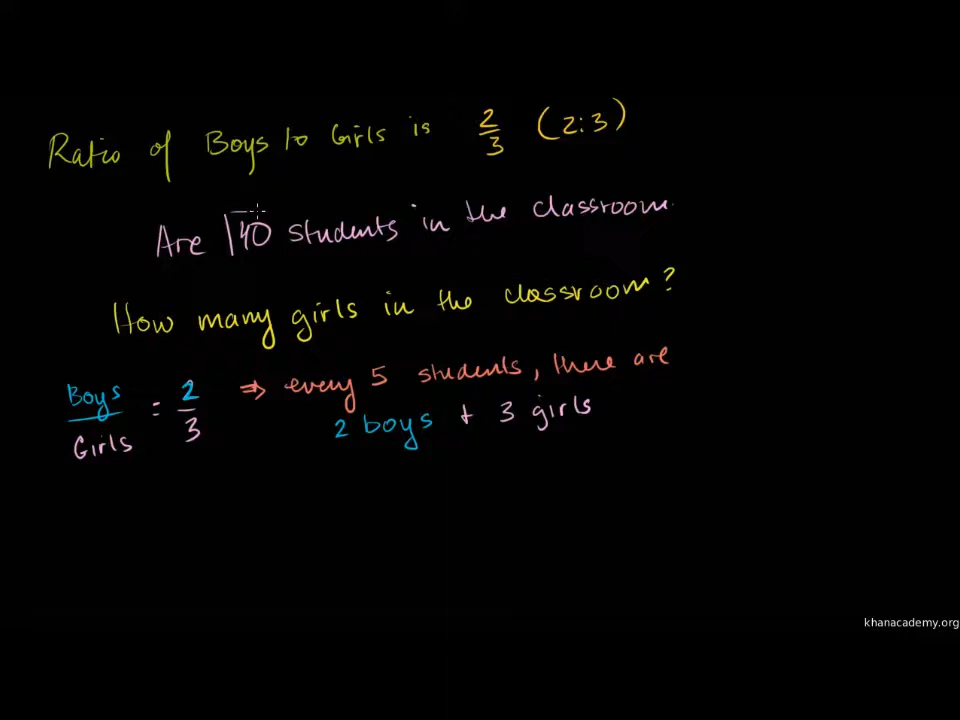 Ratio of Boys to Girls is 2/3 (2:3)
Are 140 students in the classroom.
How many girls in the classroom?
Boys/Girls = 2/3 ⇒ every 5 students, there are
2 boys + 3 girls
khanacademy.org